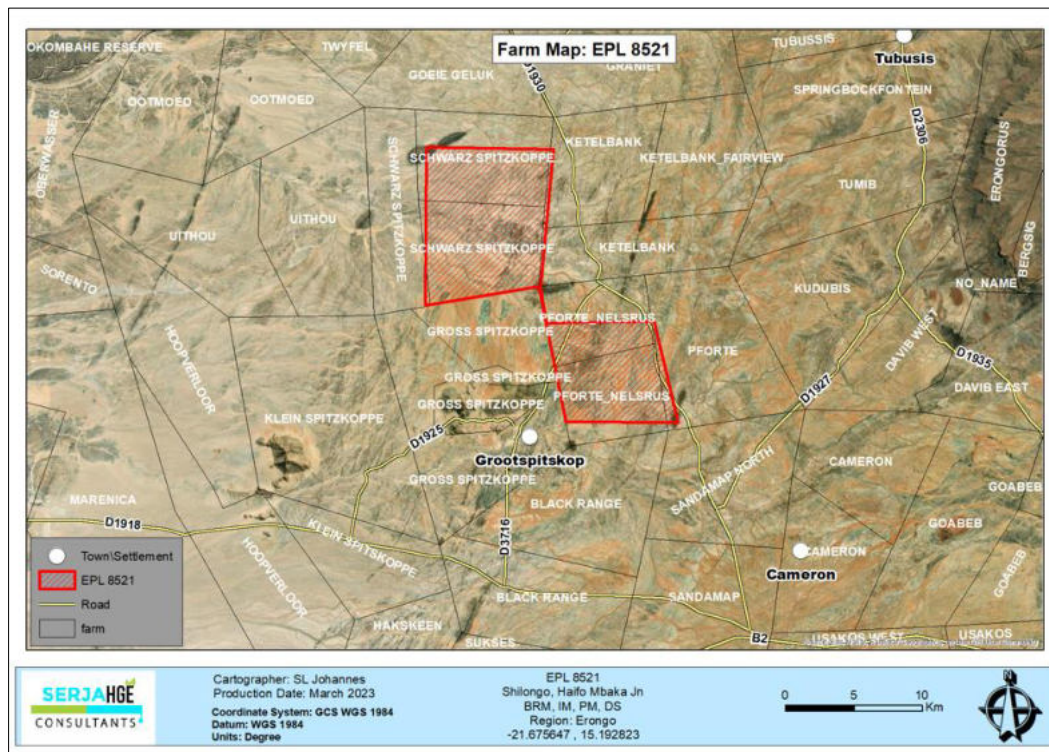 Farm Map: EPL 8521
OKOMBAHE RESERVE
TWYFEL
TUBUSSIS
Tubusis
GRANIET
GOEIE GELUK
D1930
OOTMOED
OOTMOED
SPRINGBOCKFONTEIN
D2306
OBERWASSER
SCHWARZ SPITZKOPPE
SCHWARZ SPITZKOPPE
KETELBANK
KETELBANK_FAIRVIEW
ERONGORUS
TUMIB
UITHOU
UITHOU
SCHWARZ SPITZKOPPE
KETELBANK
BERGSIG
SORENTO
KUDUBIS
NO_NAME
HOOPVERLOOR
GROSS SPITZKOPPE
PFORTE_NELSRUS
PFORTE
DAVIB WEST
D1935
GROSS SPITZKOPPE
PFORTE_NELSRUS
D1927
DAVIB EAST
KLEIN SPITZKOPPE
GROSS SPITZKOPPE
D1925
Grootspitskop
GROSS SPITZKOPPE
SANDAMAP NORTH
CAMERON
GOABEB
MARENICA
BLACK RANGE
D1918
KLEIN SPITSKOPPE
D3716
GOABEB
HOOPVERLOOR
CAMERON
Cameron
GOABEB
BLACK RANGE
SANDAMAP
HAKSKEEN
SUKSES
B2
USAKOS WEST
USAKOS
Town\Settlement
EPL 8521
Road
farm
SERJA HGE
CONSULTANTS
Cartographer: SL Johannes
Production Date: March 2023
Coordinate System: GCS WGS 1984
Datum: WGS 1984
Units: Degree
EPL 8521
Shilongo, Haifo Mbaka Jn
BRM, IM, PM, DS
Region: Erongo
-21.675647 , 15.192823
0 5 10
Km
N